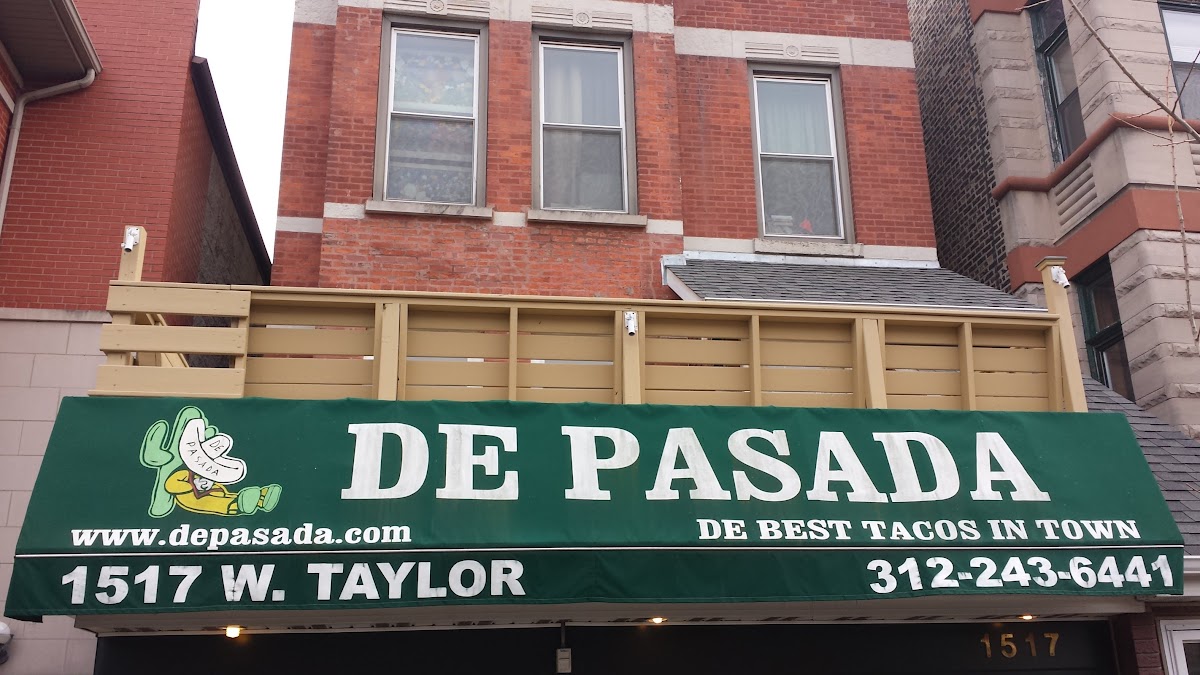 DE
PASADA
DE PASADA
www.depasada.com
DE BEST TACOS IN TOWN
1517 W. TAYLOR
312-243-6441
1517